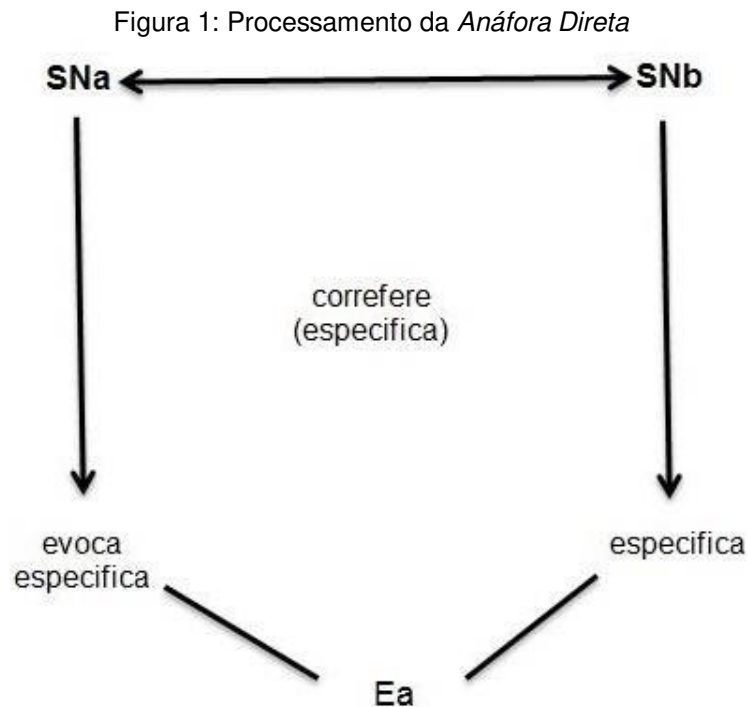 Figura 1: Processamento da Anáfora Direta
SNa SNb
correfere
(especifica)
evoca
especifica
especifica
Ea